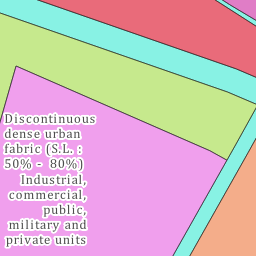 Discontinuous
dense urban
fabric (S.L. :
50% - 80%)
Industrial,
commercial,
public,
military and
private units